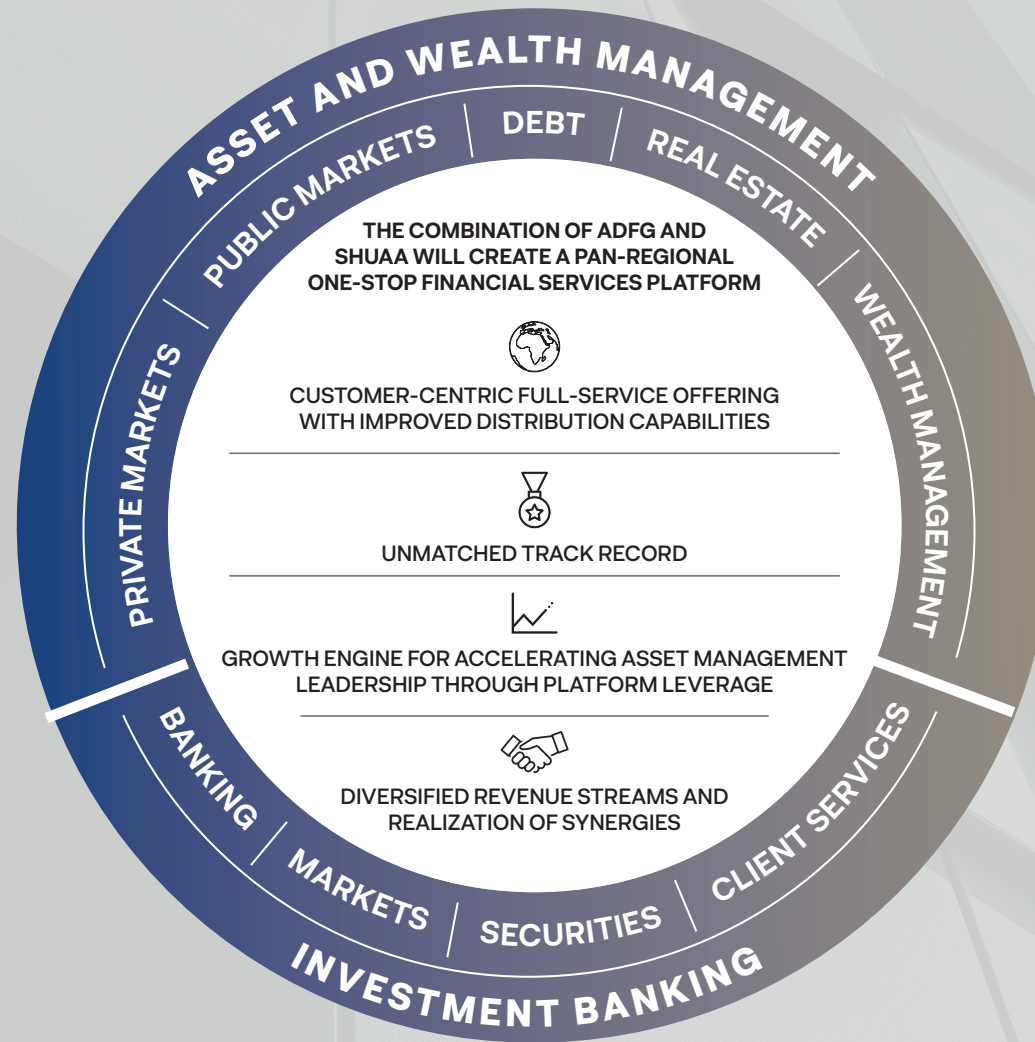 ASSET AND WEALTH MANAGEMENT
PRIVATE MARKETS
PUBLIC MARKETS
DEBT
REAL ESTATE
WEALTH MANAGEMENT
THE COMBINATION OF ADFG AND
SHUAA WILL CREATE A PAN-REGIONAL
ONE-STOP FINANCIAL SERVICES PLATFORM
CUSTOMER-CENTRIC FULL-SERVICE OFFERING
WITH IMPROVED DISTRIBUTION CAPABILITIES
UNMATCHED TRACK RECORD
GROWTH ENGINE FOR ACCELERATING ASSET MANAGEMENT
LEADERSHIP THROUGH PLATFORM LEVERAGE
DIVERSIFIED REVENUE STREAMS AND
REALIZATION OF SYNERGIES
BANKING
MARKETS
SECURITIES
CLIENT SERVICES
INVESTMENT BANKING